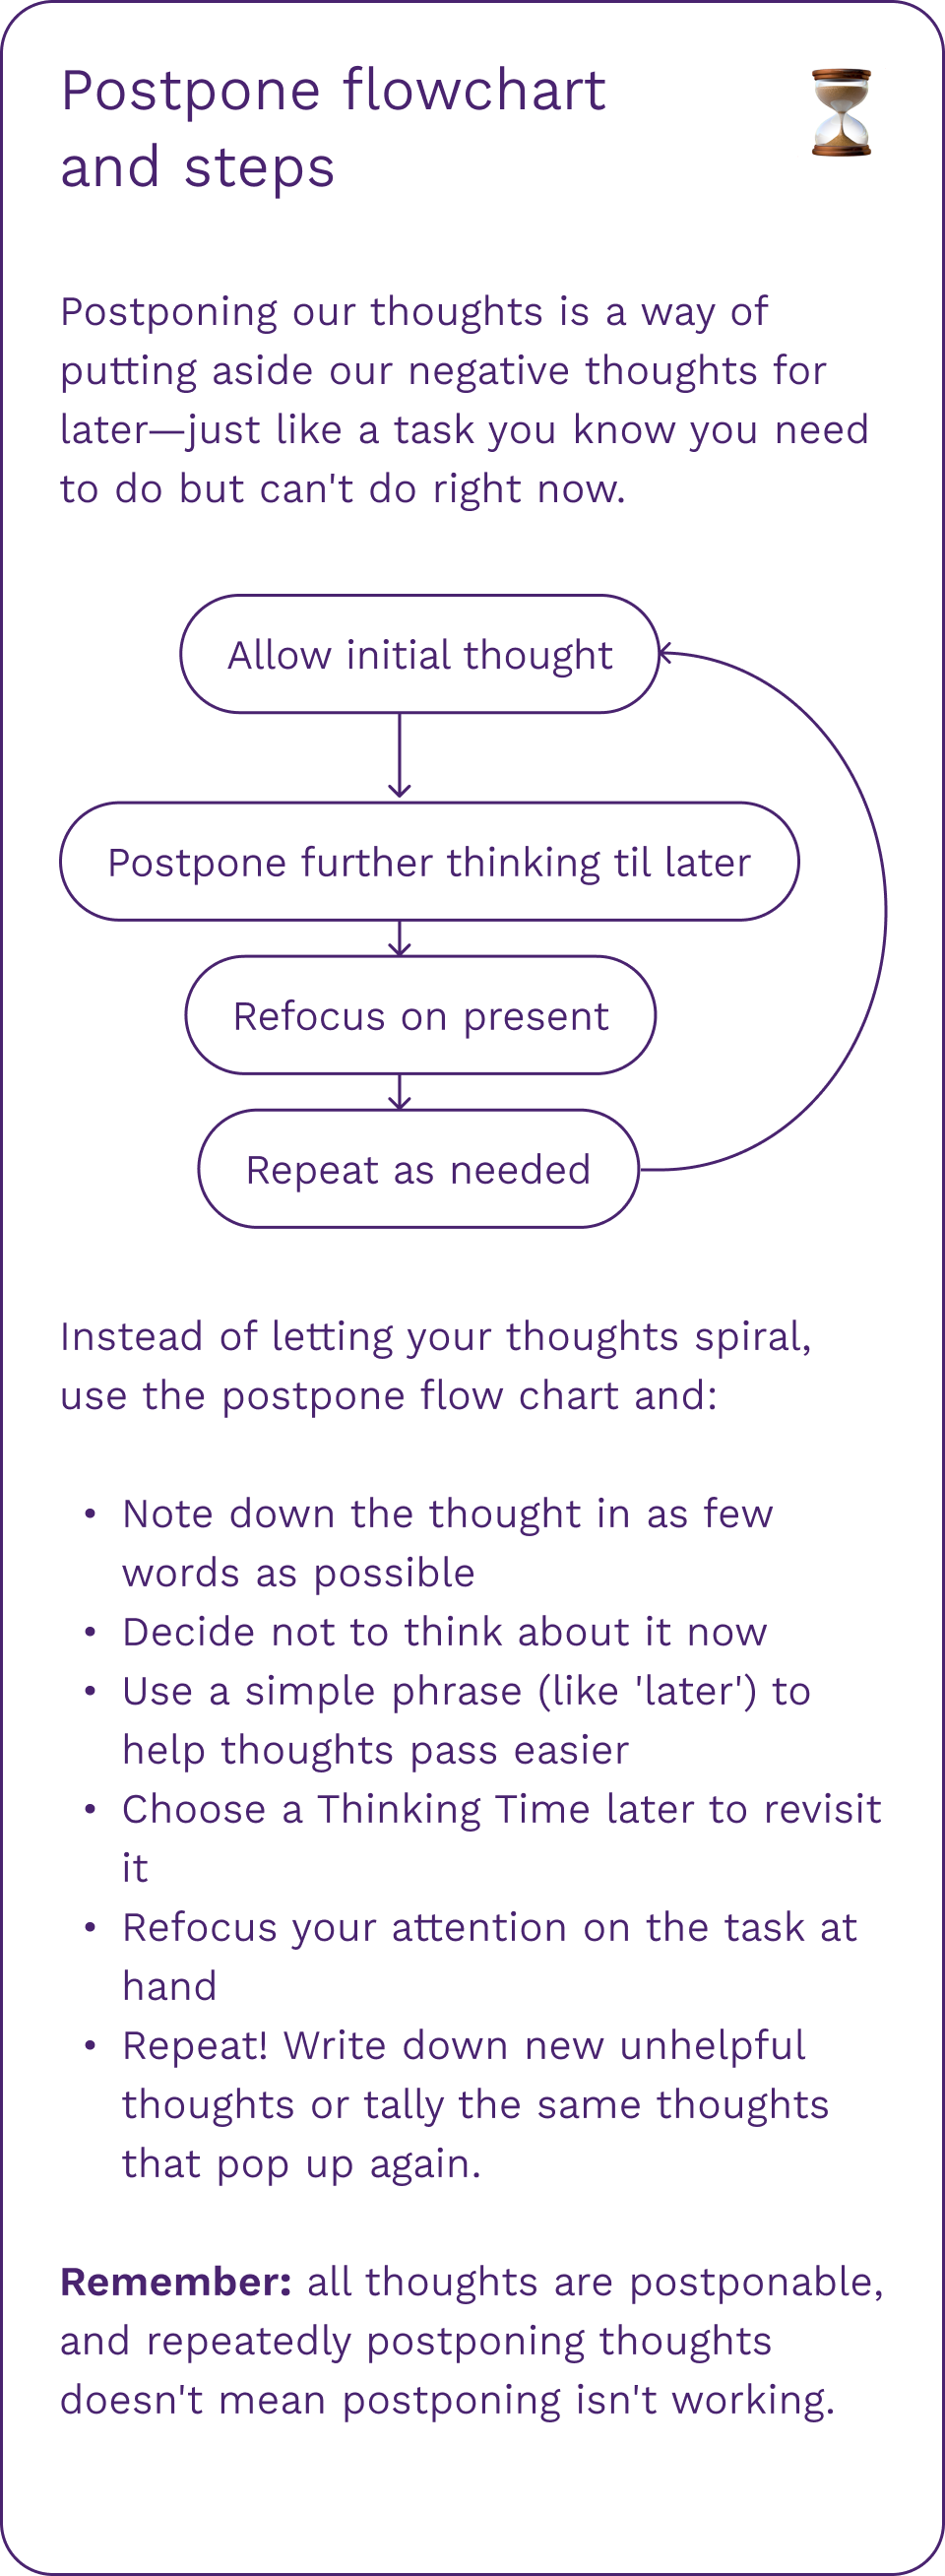 Postpone flowchart
and steps
Postponing our thoughts is a way of
putting aside our negative thoughts for
later—just like a task you know you need
to do but can't do right now.
Allow initial thought
Postpone further thinking til later
Refocus on present
Repeat as needed
Instead of letting your thoughts spiral,
use the postpone flow chart and:
• Note down the thought in as few
words as possible
• Decide not to think about it now
• Use a simple phrase (like 'later') to
help thoughts pass easier
• Choose a Thinking Time later to revisit
it
• Refocus your attention on the task at
hand
• Repeat! Write down new unhelpful
thoughts or tally the same thoughts
that pop up again.
Remember: all thoughts are postponable,
and repeatedly postponing thoughts
doesn't mean postponing isn't working.